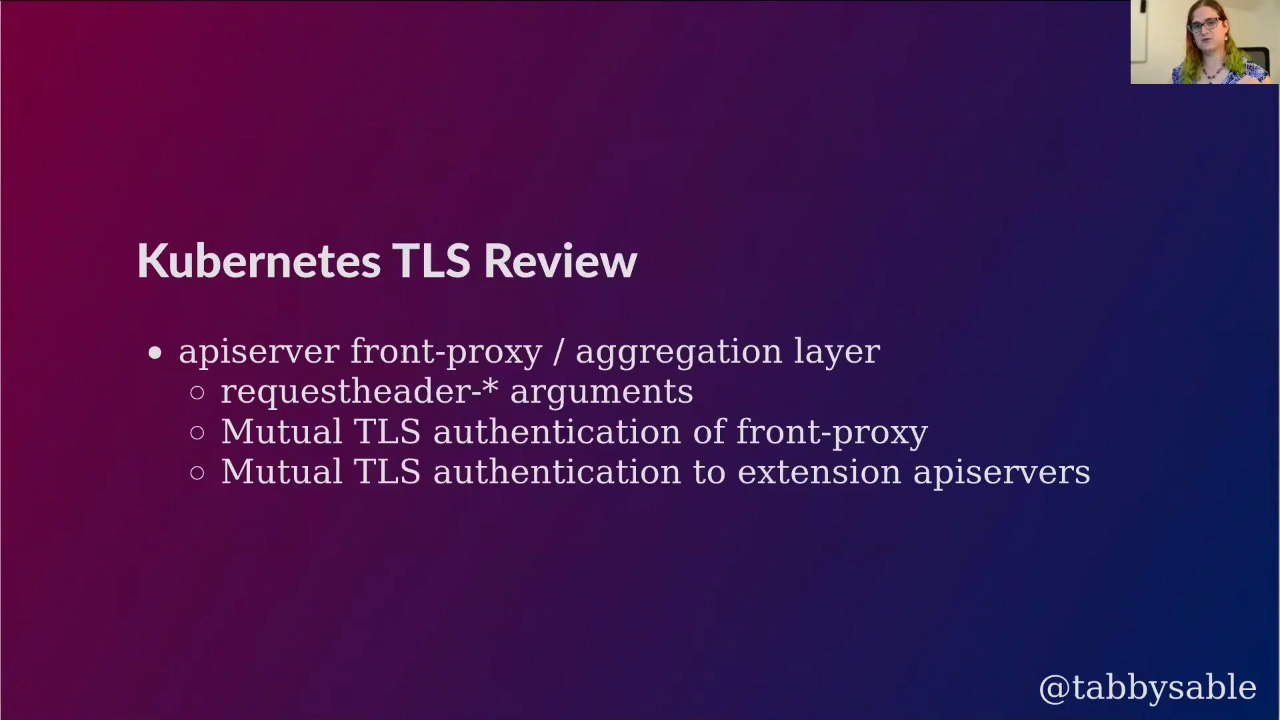 Kubernetes TLS Review
• apiserver front-proxy / aggregation layer
○ requestheader-* arguments
○ Mutual TLS authentication of front-proxy
○ Mutual TLS authentication to extension apiservers
@tabbysable